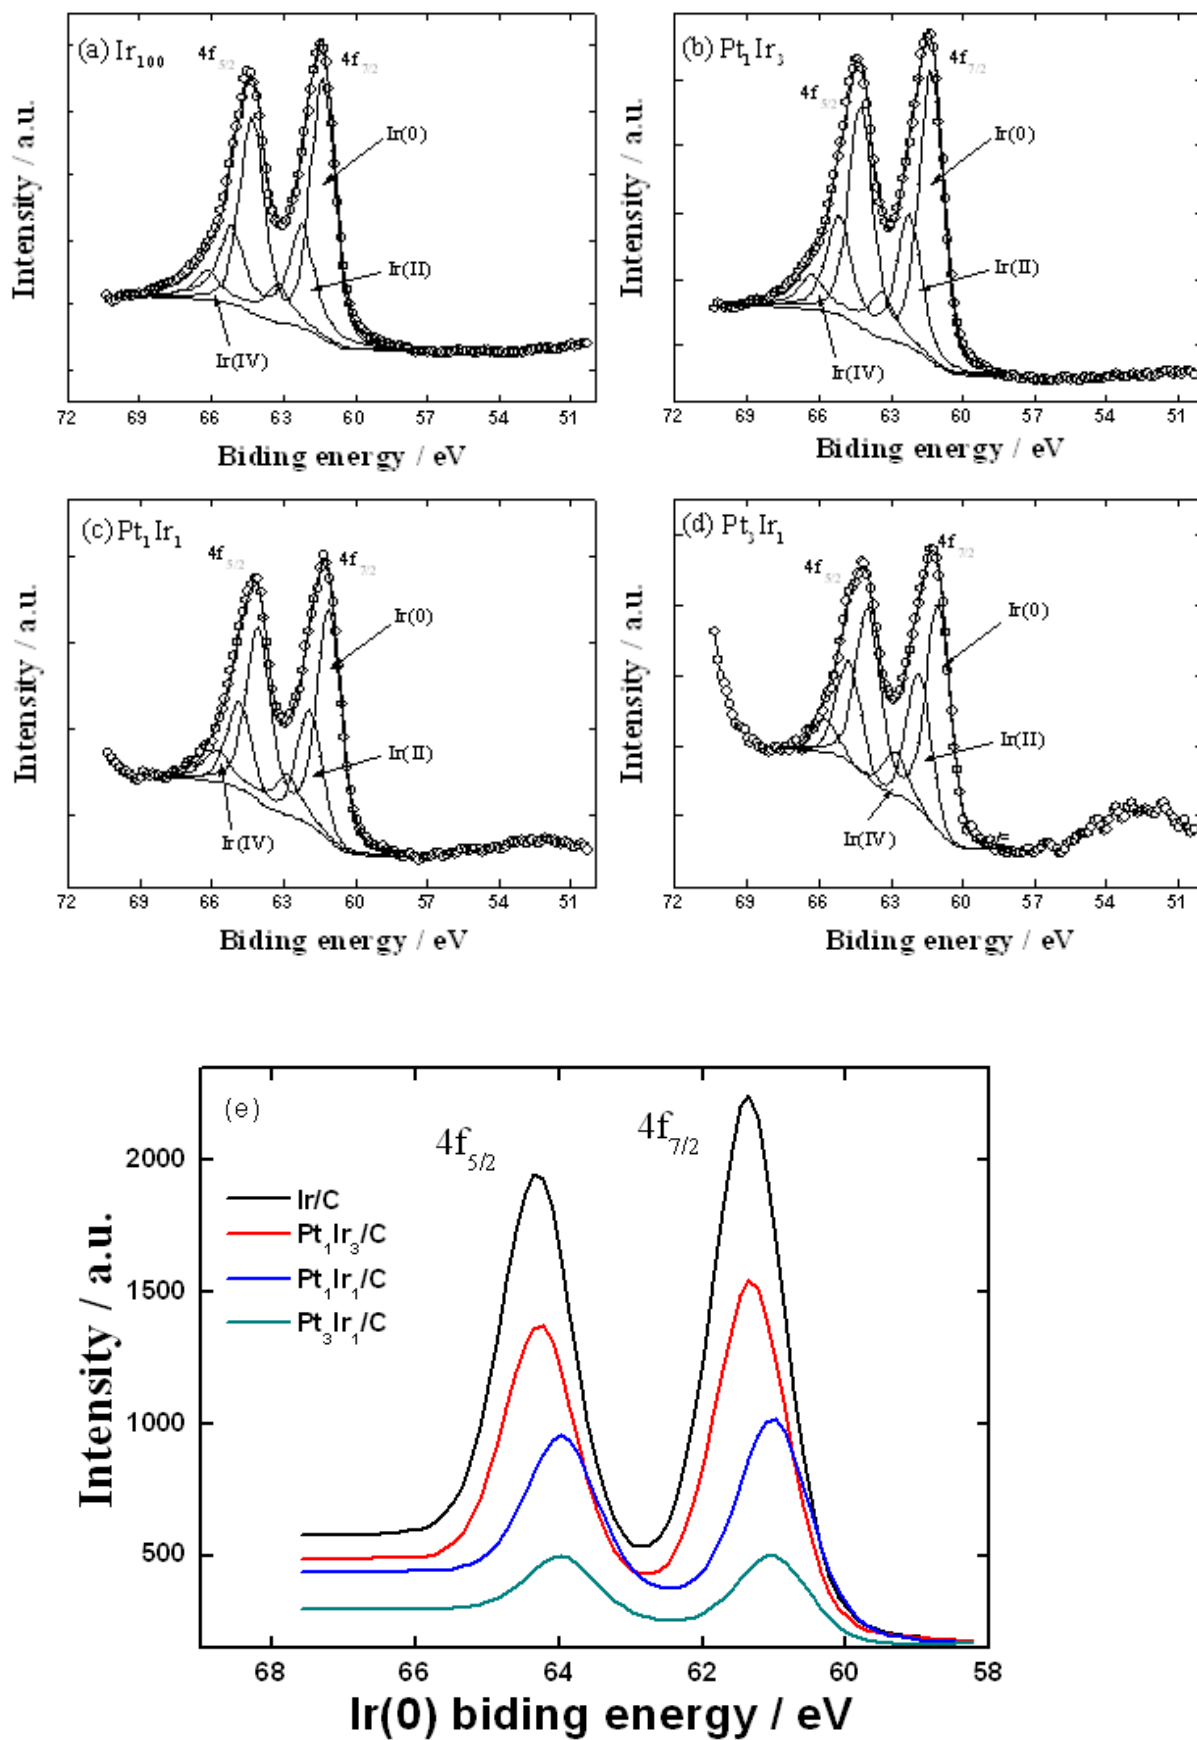 (a) Ir100
4f5/2
4f7/2
Ir(0)
Ir(II)
Ir(IV)
Intensity / a.u.
72 69 66 63 60 57 54 51
Biding energy / eV
(b) Pt1Ir3
4f5/2
4f7/2
Ir(0)
Ir(II)
Ir(IV)
Intensity / a.u.
72 69 66 63 60 57 54 51
Biding energy / eV
(c) Pt1Ir1
4f5/2
4f7/2
Ir(0)
Ir(II)
Ir(IV)
Intensity / a.u.
72 69 66 63 60 57 54 51
Biding energy / eV
(d) Pt3Ir1
4f5/2
4f7/2
Ir(0)
Ir(II)
Ir(IV)
Intensity / a.u.
72 69 66 63 60 57 54 51
Biding energy / eV
(e)
4f5/2
4f7/2
Ir/C
Pt1Ir3/C
Pt1Ir1/C
Pt3Ir1/C
Intensity / a.u.
2000
1500
1000
500
68 66 64 62 60 58
Ir(0) biding energy / eV